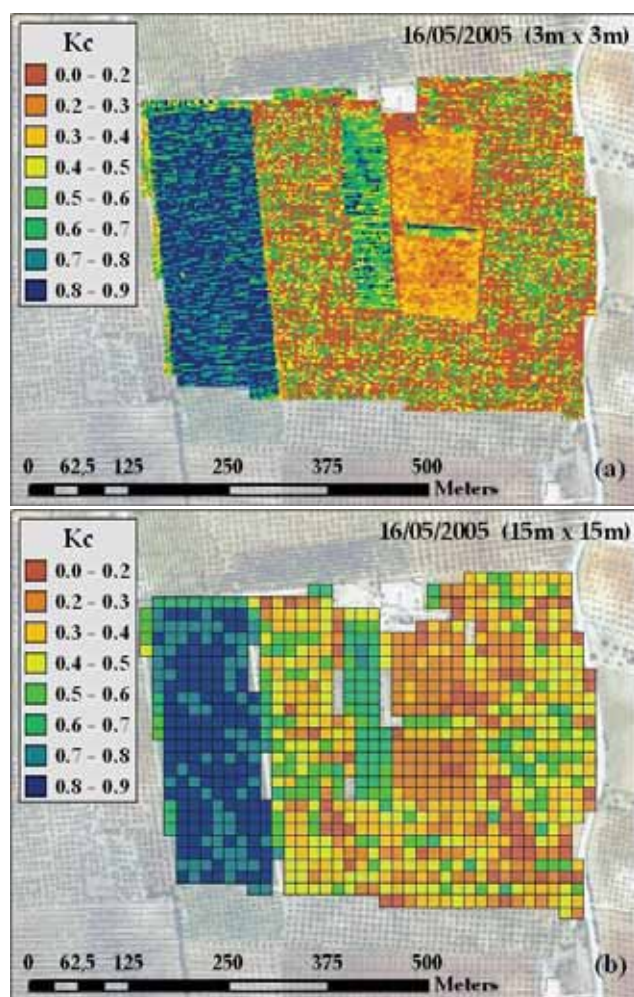 Kc
16/05/2005 (3m x 3m)
0.0 - 0.2
0.2 - 0.3
0.3 - 0.4
0.4 - 0.5
0.5 - 0.6
0.6 - 0.7
0.7 - 0.8
0.8 - 0.9
0 62,5 125 250 375 500
Meters
(a)
Kc
16/05/2005 (15m x 15m)
0.0 - 0.2
0.2 - 0.3
0.3 - 0.4
0.4 - 0.5
0.5 - 0.6
0.6 - 0.7
0.7 - 0.8
0.8 - 0.9
0 62,5 125 250 375 500
Meters
(b)